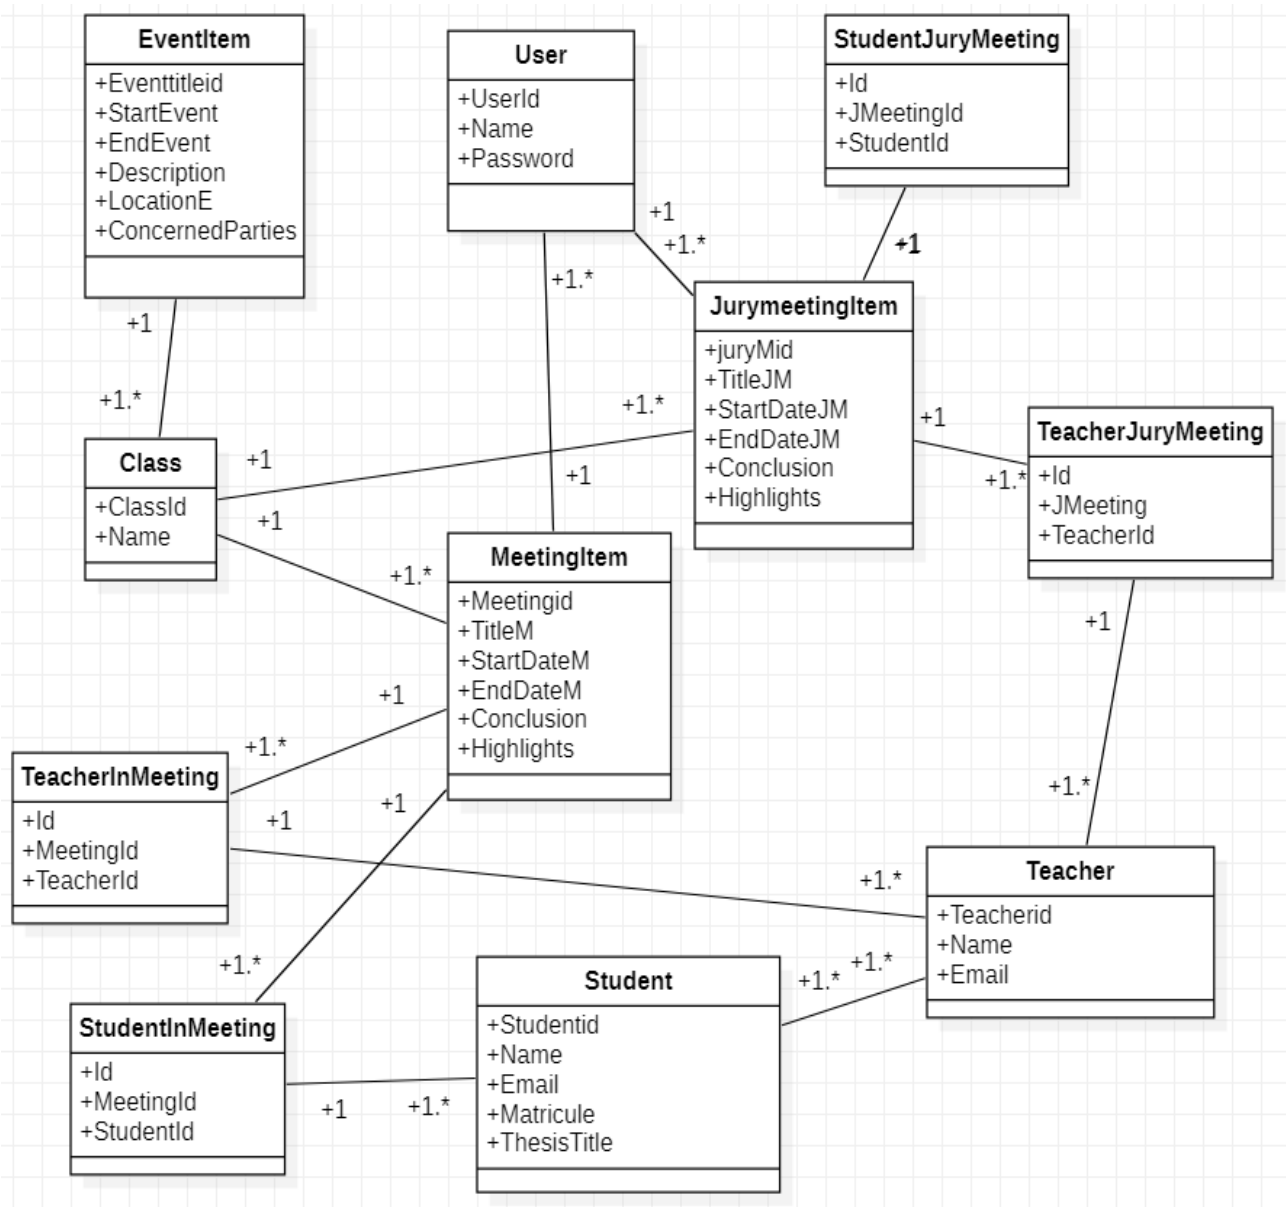 EventItem
+Eventtitleid
+StartEvent
+EndEvent
+Description
+LocationE
+ConcernedParties
User
+UserId
+Name
+Password
StudentJuryMeeting
+Id
+JMeetingId
+StudentId
+1
+1.*
+1.*
+1
+1
+1.*
JurymeetingItem
+juryMid
+TitleJM
+StartDateJM
+EndDateJM
+Conclusion
+Highlights
+1.*
+1
+1
+1.*
TeacherJuryMeeting
+Id
+JMeeting
+TeacherId
Class
+ClassId
+Name
+1
+1
+1.*
MeetingItem
+Meetingid
+TitleM
+StartDateM
+EndDateM
+Conclusion
+Highlights
+1
+1.*
+1
+1.*
TeacherInMeeting
+Id
+MeetingId
+TeacherId
+1
+1
+1.*
Teacher
+Teacherid
+Name
+Email
+1.*
+1.*
+1.*
StudentInMeeting
+Id
+MeetingId
+StudentId
+1
+1.*
Student
+Studentid
+Name
+Email
+Matricule
+ThesisTitle